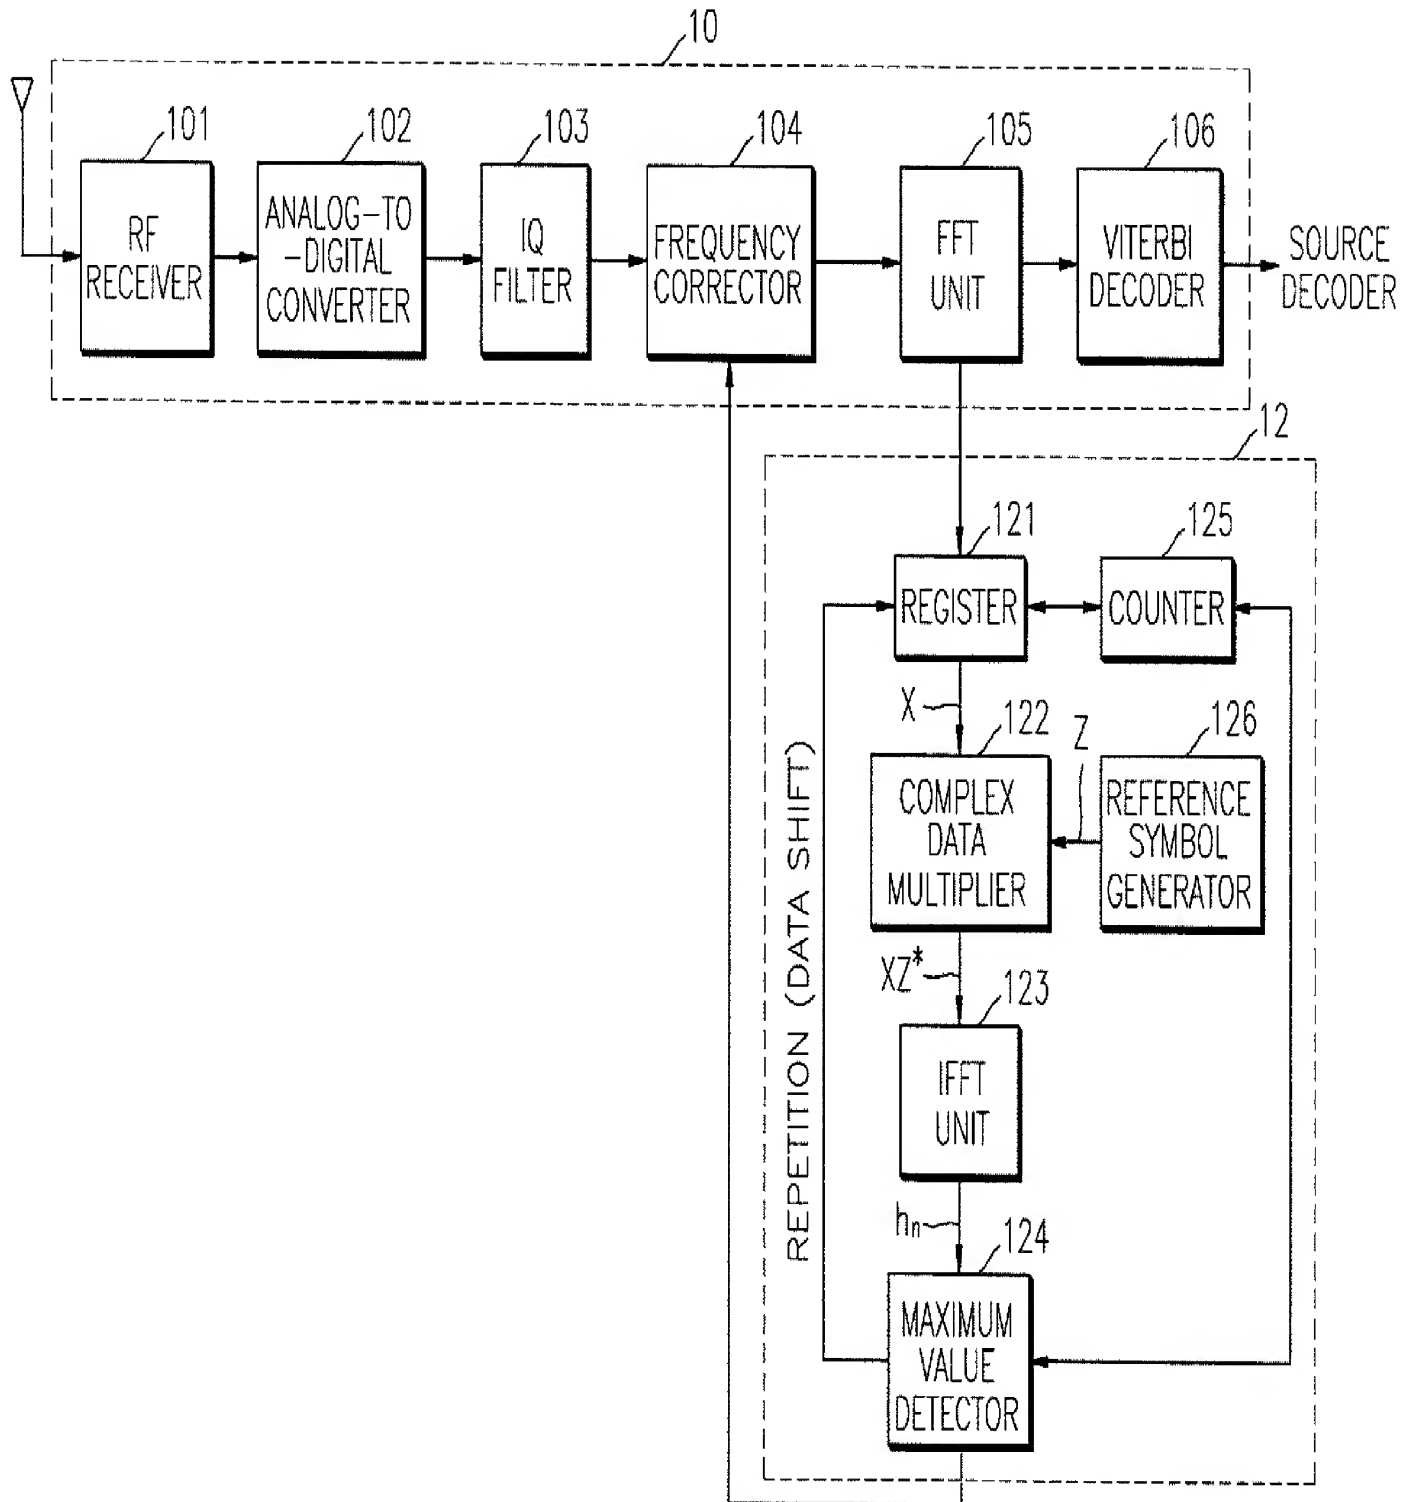 10
101
102
103
104
105
106
RF
RECEIVER
ANALOG-TO
-DIGITAL
CONVERTER
IQ
FILTER
FREQUENCY
CORRECTOR
FFT
UNIT
VITERBI
DECODER
SOURCE
DECODER
12
121
125
REGISTER
COUNTER
X
122
Z
126
COMPLEX
DATA
MULTIPLIER
REFERENCE
SYMBOL
GENERATOR
REPETITION (DATA SHIFT)
XZ*
123
IFFT
UNIT
hn
124
MAXIMUM
VALUE
DETECTOR